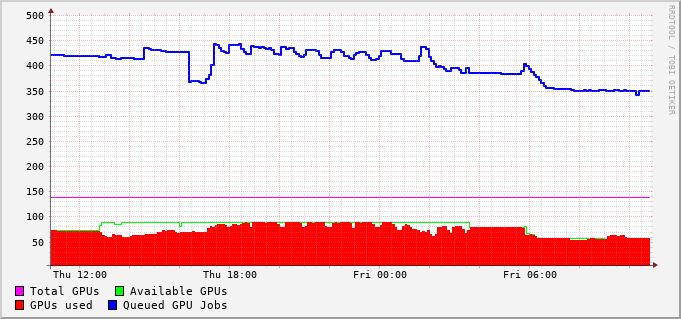 500
450
400
350
300
250
200
150
100
50
Thu 12:00 Thu 18:00 Fri 00:00 Fri 06:00
Total GPUs Available GPUs
GPUs used Queued GPU Jobs
RRDTOOL / TOBI OETIKER